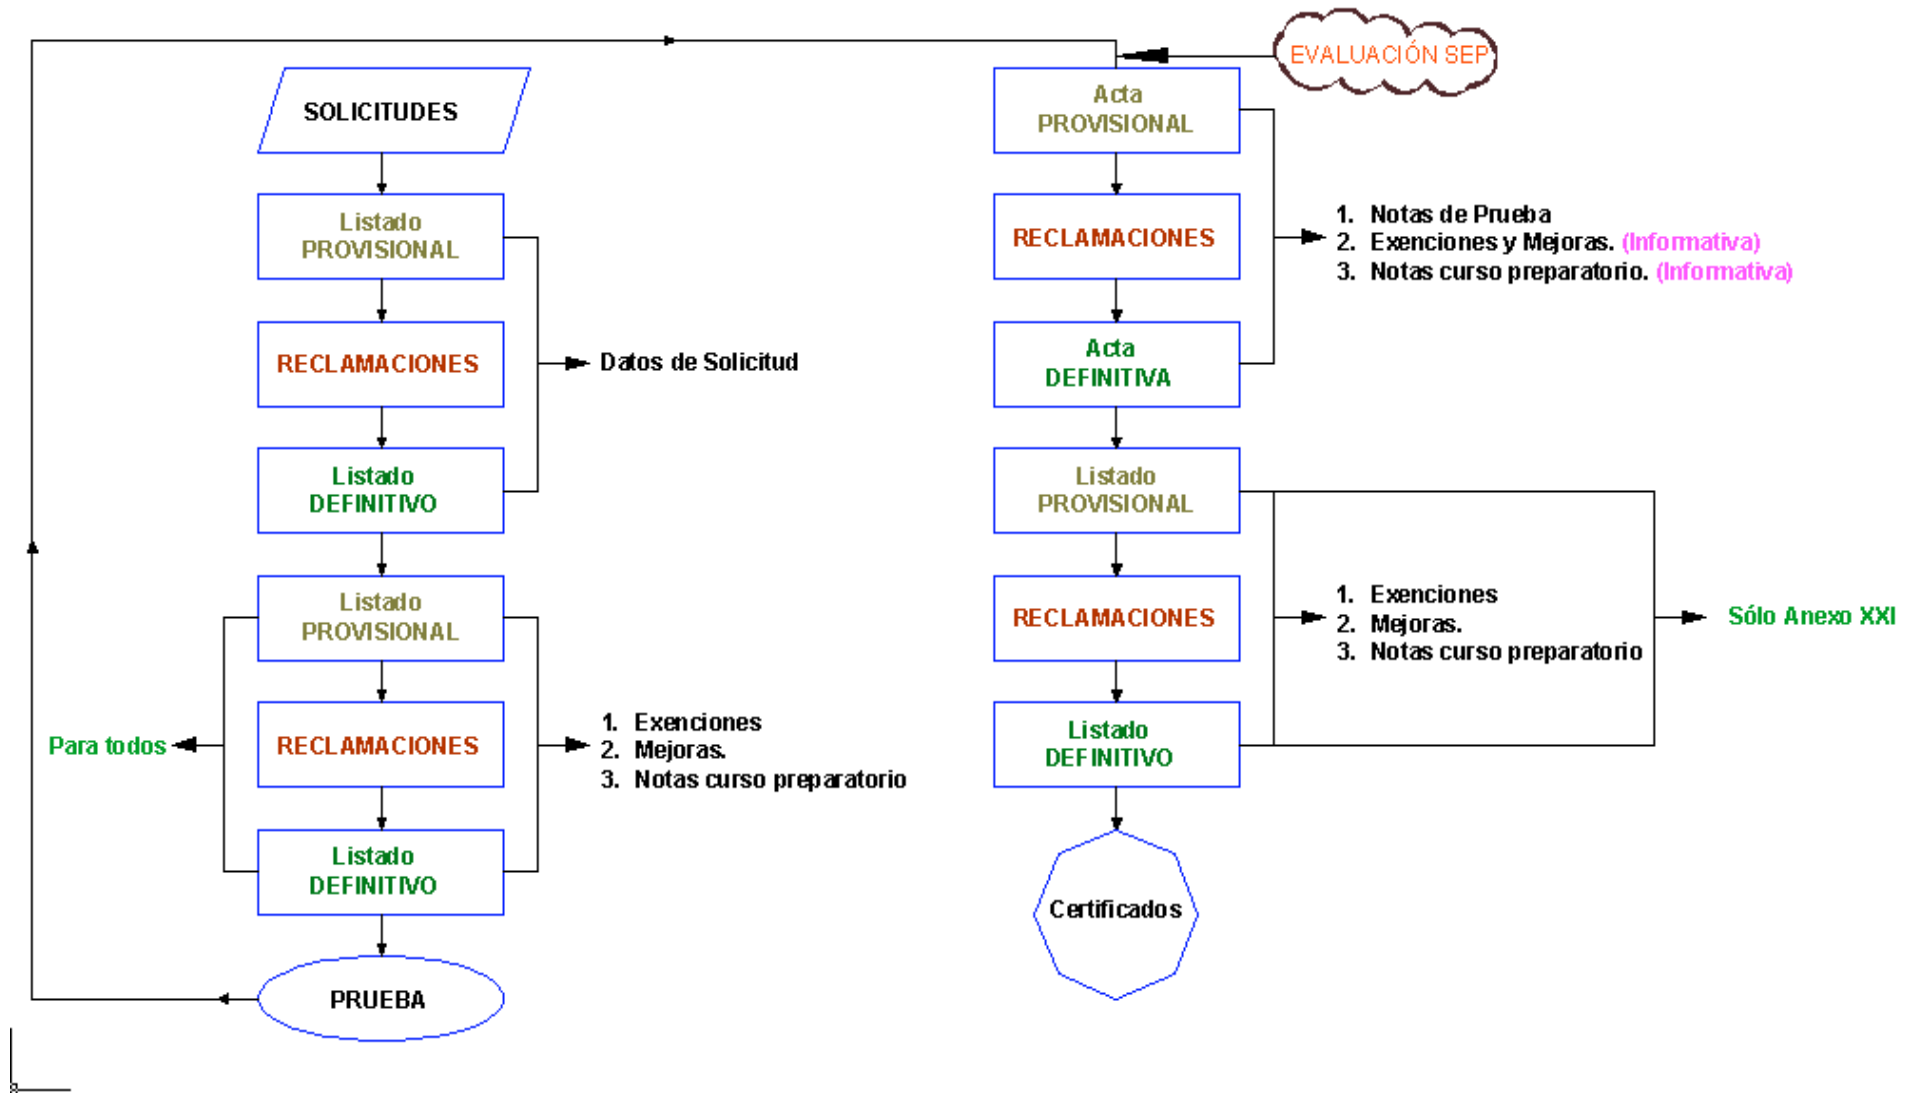 SOLICITUDES
Listado
PROVISIONAL
RECLAMACIONES
Datos de Solicitud
Listado
DEFINITIVO
Listado
PROVISIONAL
Para todos
RECLAMACIONES
1. Exenciones
2. Mejoras.
3. Notas curso preparatorio
Listado
DEFINITIVO
PRUEBA
EVALUACIÓN SEP
Acta
PROVISIONAL
RECLAMACIONES
1. Notas de Prueba
2. Exenciones y Mejoras. (Informativa)
3. Notas curso preparatorio. (Informativa)
Acta
DEFINITIVA
Listado
PROVISIONAL
RECLAMACIONES
1. Exenciones
2. Mejoras.
3. Notas curso preparatorio
Sólo Anexo XXI
Listado
DEFINITIVO
Certificados